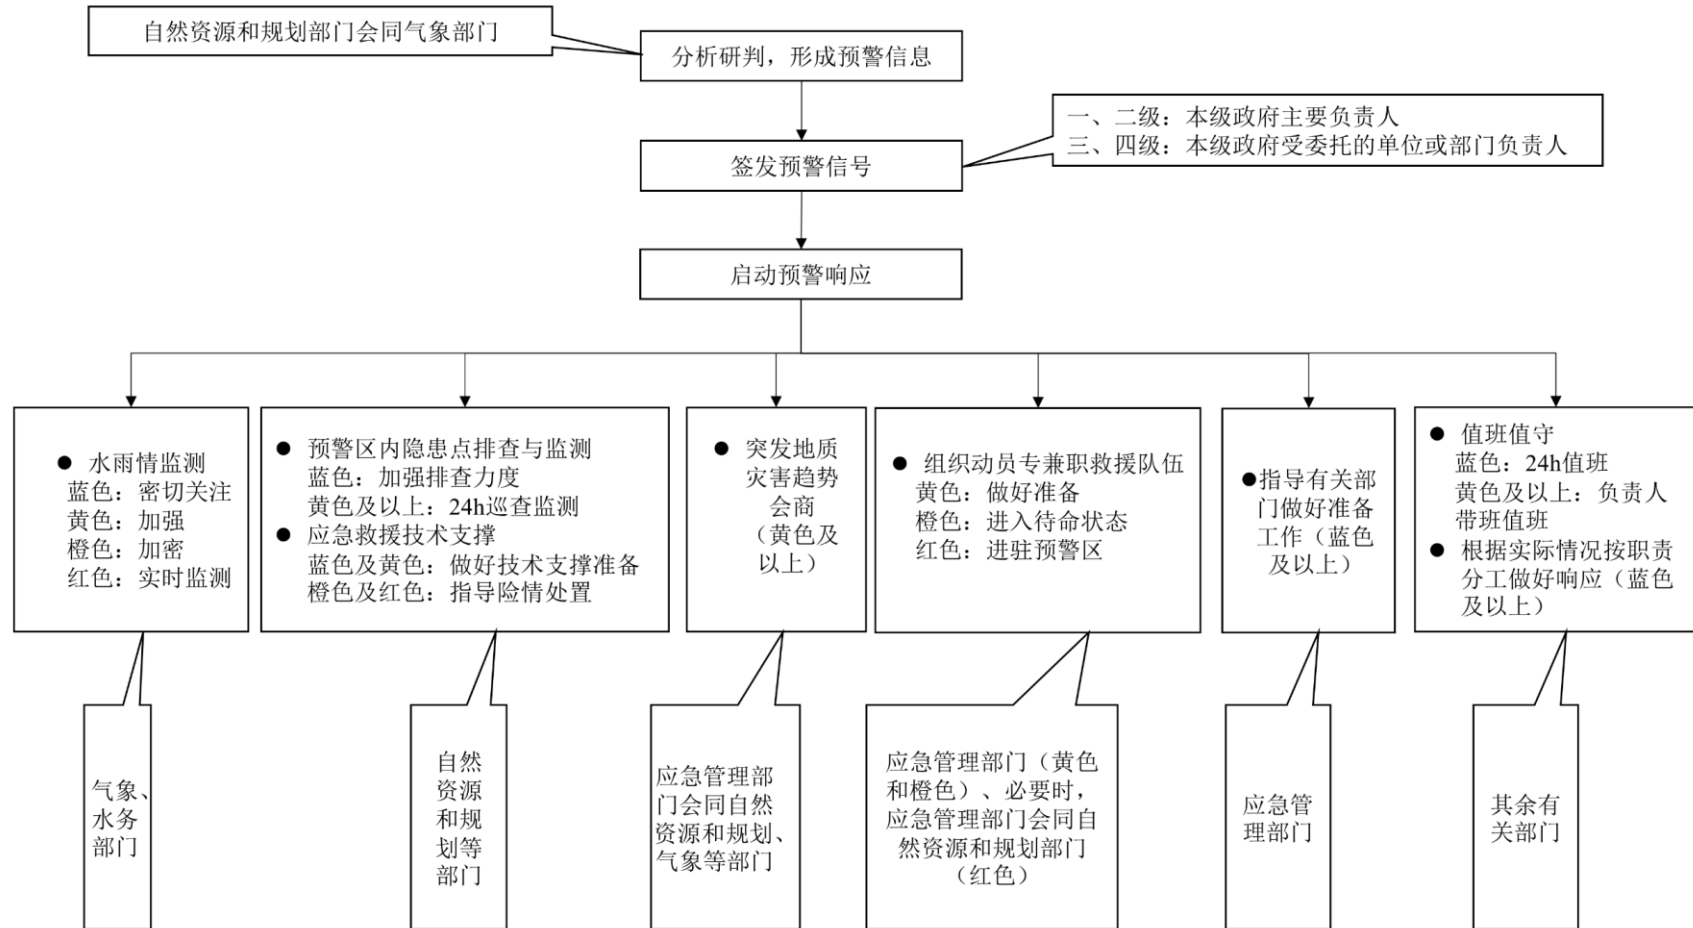 自然资源和规划部门会同气象部门
分析研判，形成预警信息
一、二级：本级政府主要负责人
三、四级：本级政府受委托的单位或部门负责人
签发预警信号
启动预警响应
● 水雨情监测
蓝色：密切关注
黄色：加强
橙色：加密
红色：实时监测
● 预警区内隐患点排查与监测
蓝色：加强排查力度
黄色及以上：24h巡查监测
● 应急救援技术支撑
蓝色及黄色：做好技术支撑准备
橙色及红色：指导险情处置
● 突发地质
灾害趋势
会商
（黄色及
以上）
● 组织动员专兼职救援队伍
黄色：做好准备
橙色：进入待命状态
红色：进驻预警区
●指导有关部
门做好准备
工作（蓝色
及以上）
● 值班值守
蓝色：24h值班
黄色及以上：负责人
带班值班
● 根据实际情况按职责
分工做好响应（蓝色
及以上）
气象、
水务
部门
自然
资源
和规
划等
部门
应急管理部
门会同自然
资源和规划、
气象等部门
应急管理部门（黄色
和橙色）、必要时，
应急管理部门会同自
然资源和规划部门
（红色）
应急管
理部门
其余有
关部门